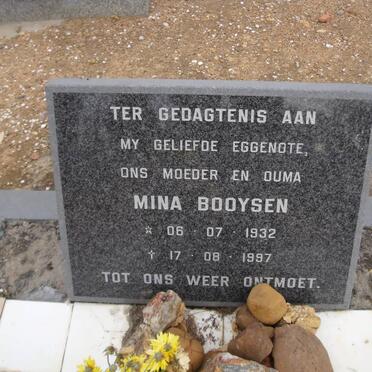 TER GEDAGTENIS AAN
MY GELIEFDE EGGENOTE,
ONS MOEDER EN OUMA
MINA BOOYSEN
☆ 06 · 07 · 1932
† 17 · 08 · 1997
TOT ONS WEER ONTMOET.